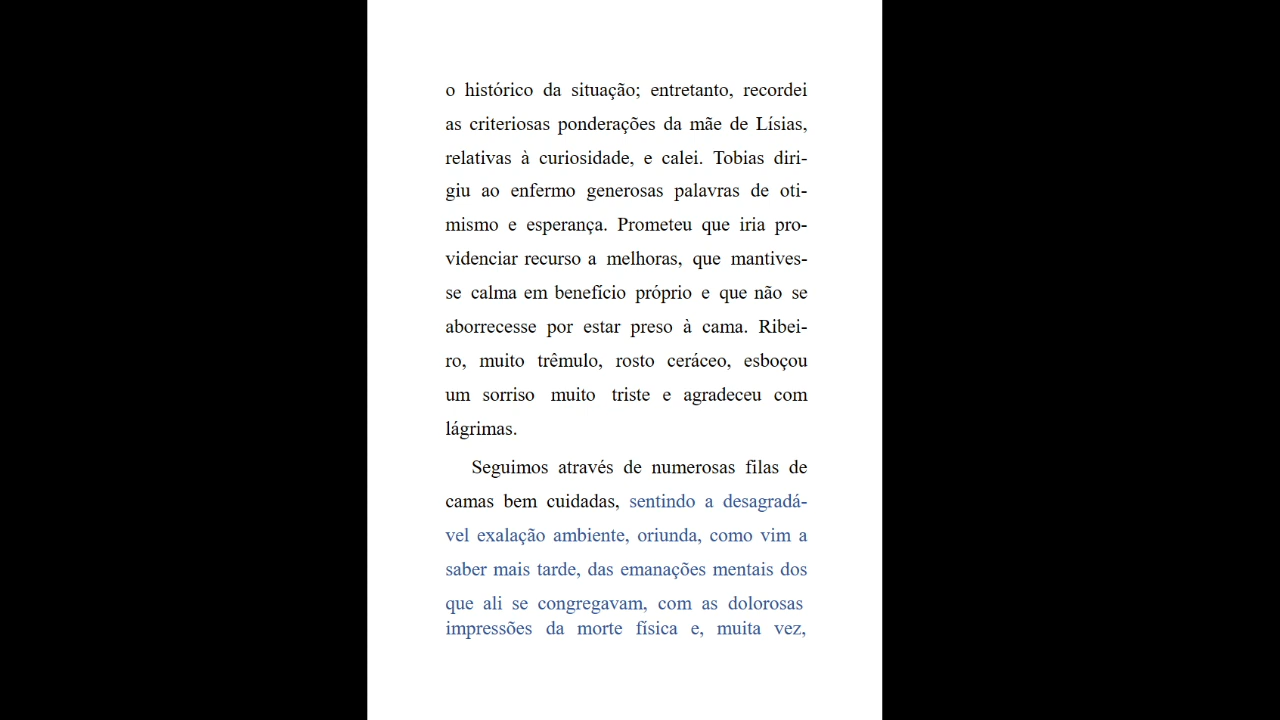 o histórico da situação; entretanto, recordei
as criteriosas ponderações da mãe de Lísias,
relativas à curiosidade, e calei. Tobias diri-
giu ao enfermo generosas palavras de oti-
mismo e esperança. Prometeu que iria pro-
videnciar recurso a melhoras, que mantives-
se calma em benefício próprio e que não se
aborrecesse por estar preso à cama. Ribei-
ro, muito trêmulo, rosto ceráceo, esboçou
um sorriso muito triste e agradeceu com
lágrimas.
Seguimos através de numerosas filas de
camas bem cuidadas, sentindo a desagradá-
vel exalação ambiente, oriunda, como vim a
saber mais tarde, das emanações mentais dos
que ali se congregavam, com as dolorosas
impressões da morte física e, muita vez,